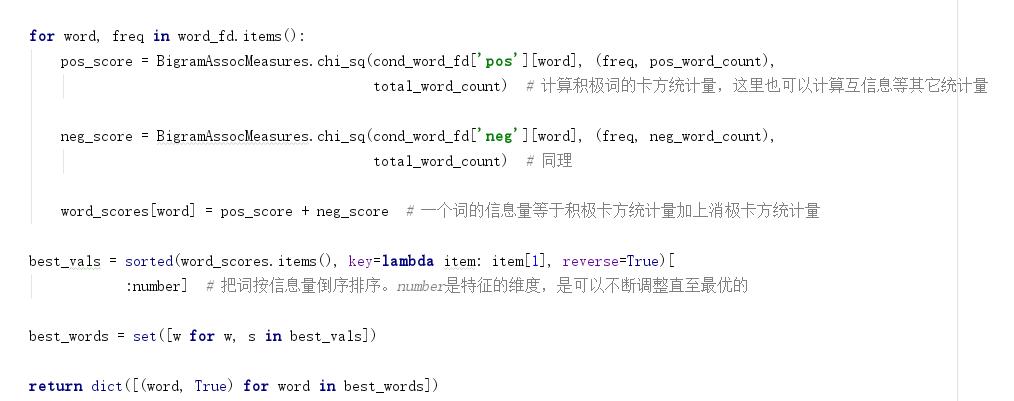 for word, freq in word_fd.items():
    pos_score = BigramAssocMeasures.chi_sq(cond_word_fd['pos'][word], (freq, pos_word_count),
                                           total_word_count)  # 计算积极词的卡方统计量，这里也可以计算互信息等其它统计量
    neg_score = BigramAssocMeasures.chi_sq(cond_word_fd['neg'][word], (freq, neg_word_count),
                                           total_word_count)  # 同理
    word_scores[word] = pos_score + neg_score  # 一个词的信息量等于积极卡方统计量加上消极卡方统计量
best_vals = sorted(word_scores.items(), key=lambda item: item[1], reverse=True)[
            :number]  # 把词按信息量倒序排序。number是特征的维度，是可以不断调整直至最优的
best_words = set([w for w, s in best_vals])
return dict([(word, True) for word in best_words])